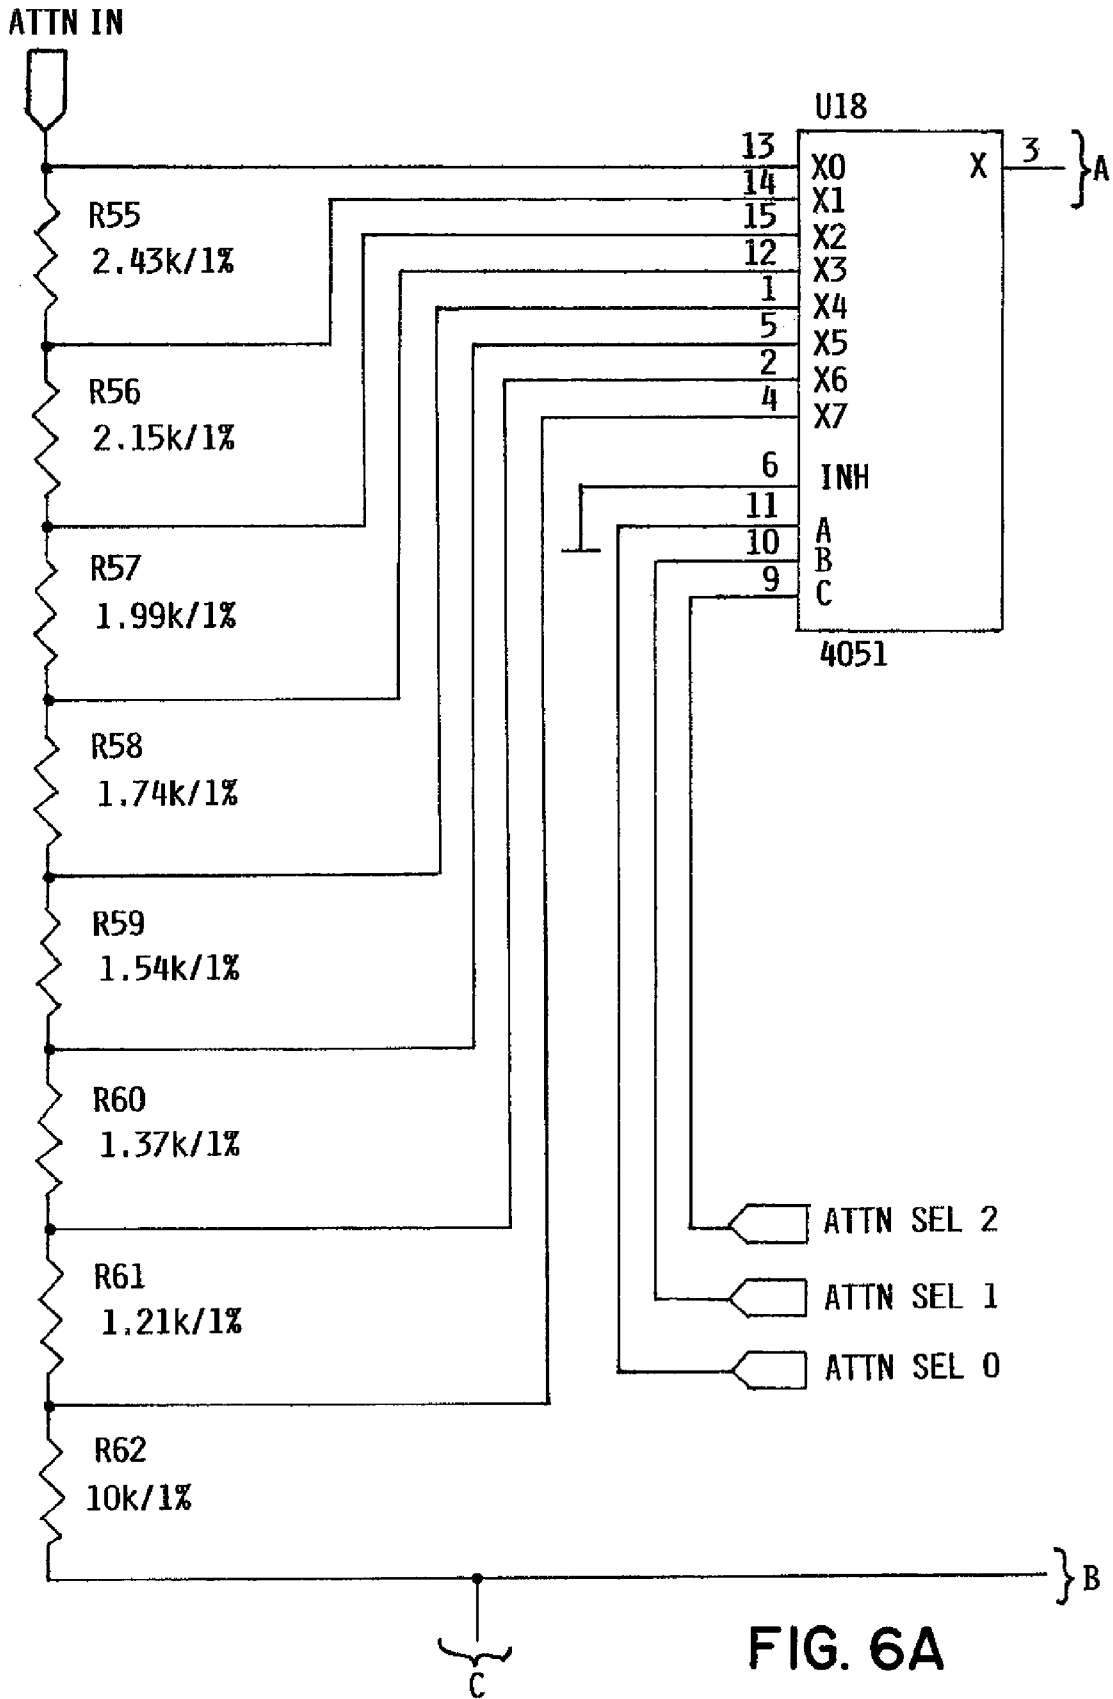 ATTN IN
U18
13 X0 X 3 A
14 X1
15 X2
12 X3
1 X4
5 X5
2 X6
4 X7
6 INH
11 A
10 B
9 C
4051
R55
2.43k/1%
R56
2.15k/1%
R57
1.99k/1%
R58
1.74k/1%
R59
1.54k/1%
R60
1.37k/1%
R61
1.21k/1%
R62
10k/1%
ATTN SEL 2
ATTN SEL 1
ATTN SEL 0
B
C
FIG. 6A